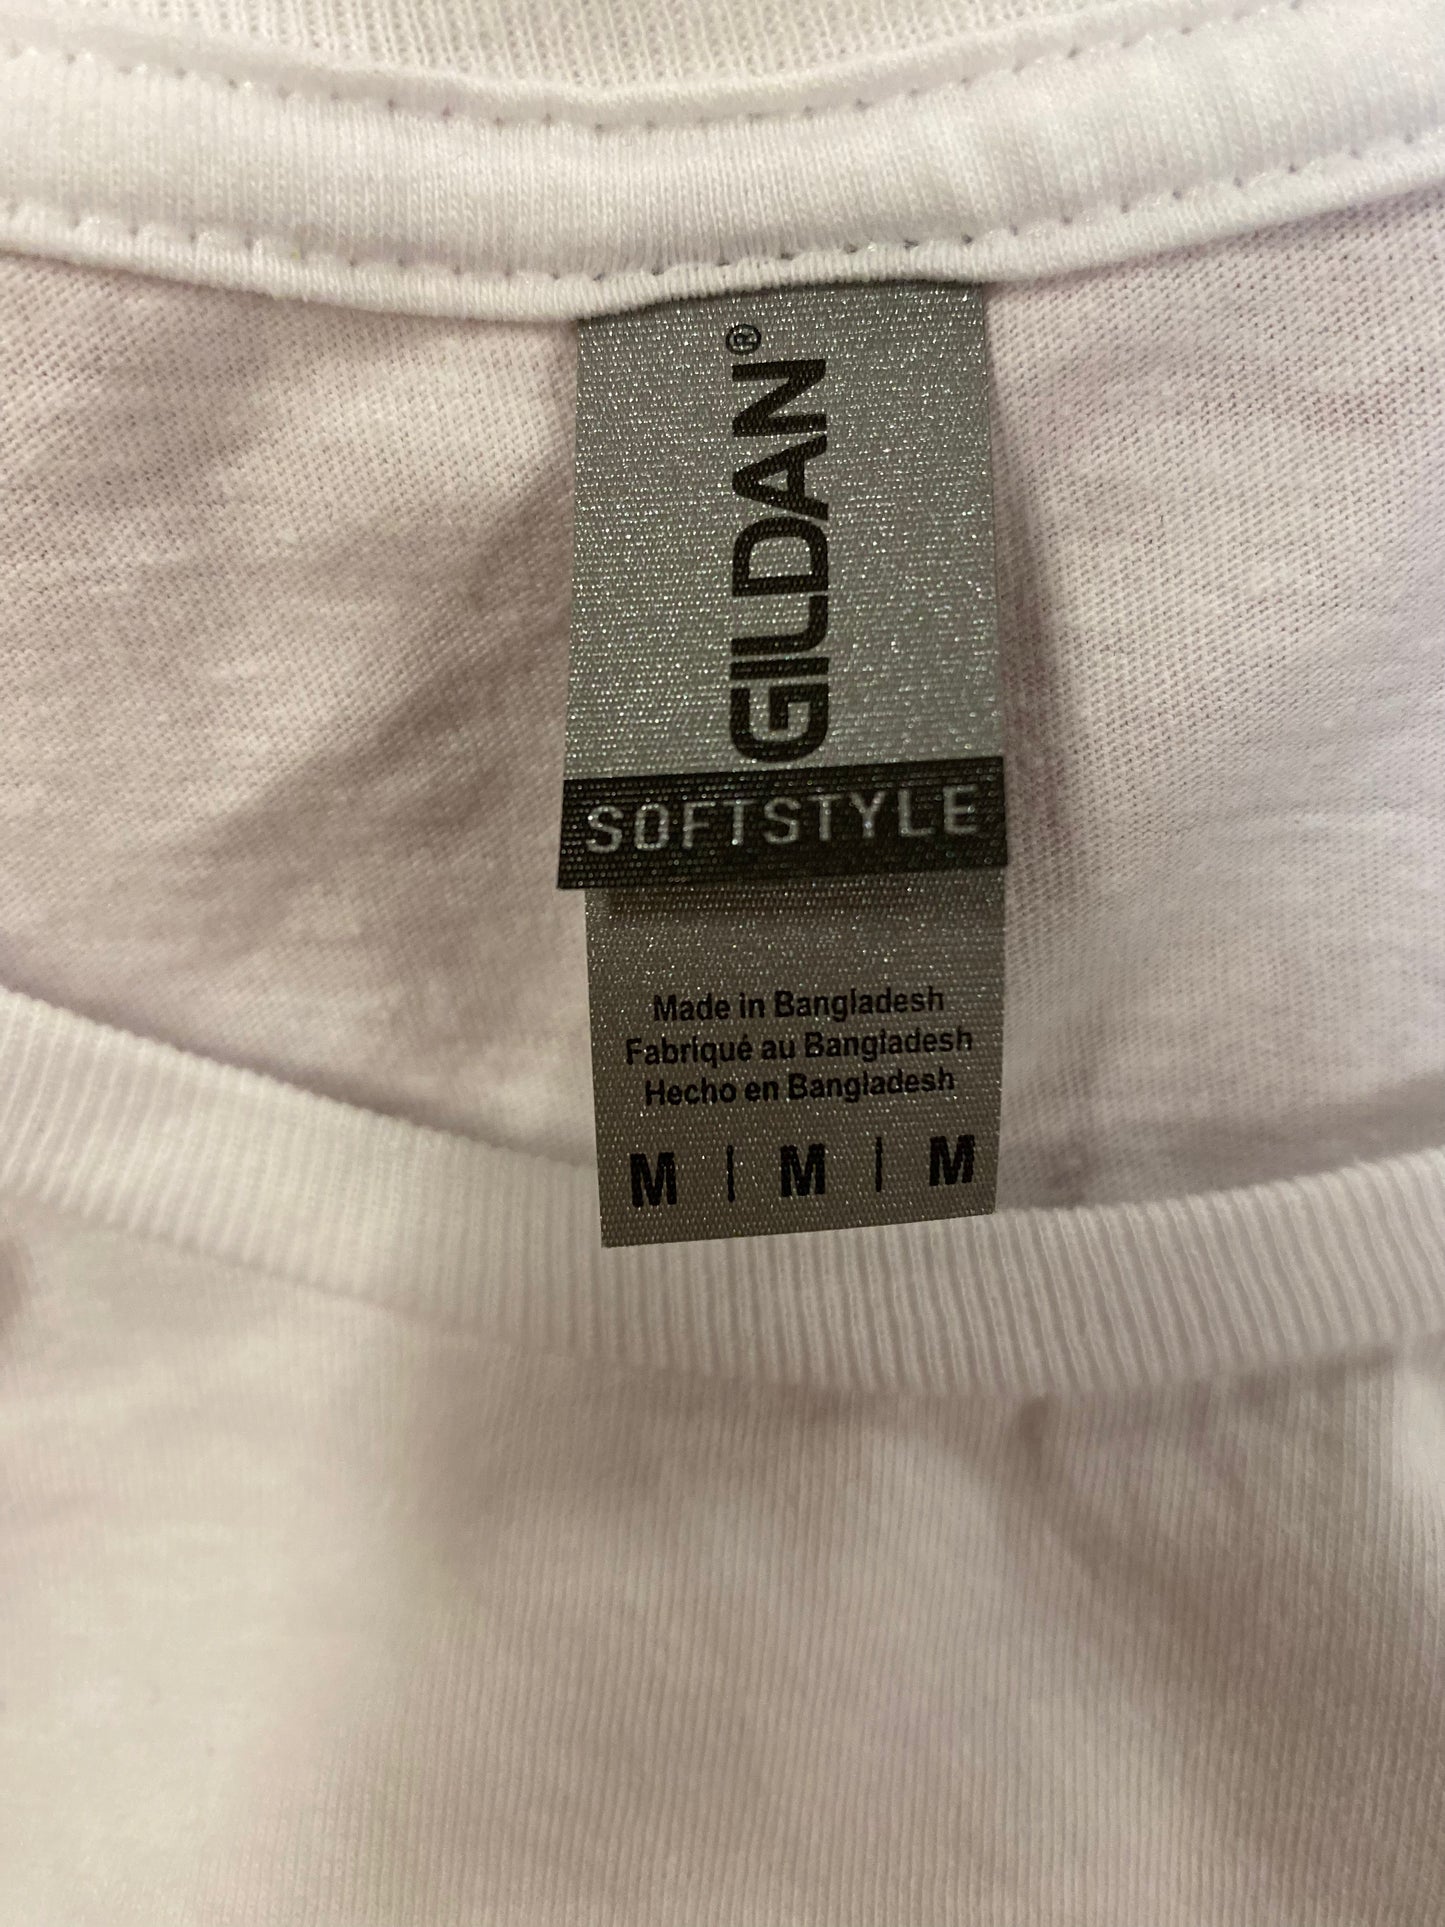 GILDAN®
SOFTSTYLE
Made in Bangladesh
Fabriqué au Bangladesh
Hecho en Bangladesh
M | M | M